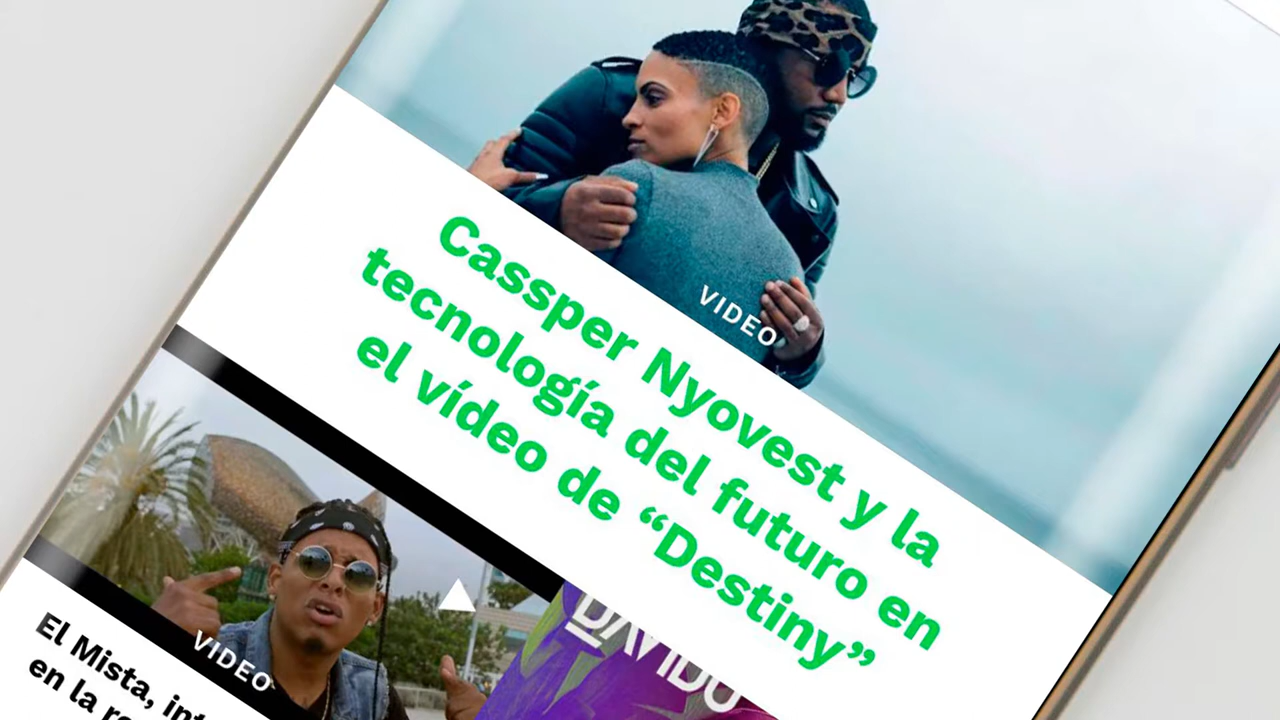 VIDEO
Cassper Nyovest y la
tecnología del futuro en
el vídeo de “Destiny”
VIDEO
El Mista,
en la
DAVIDO